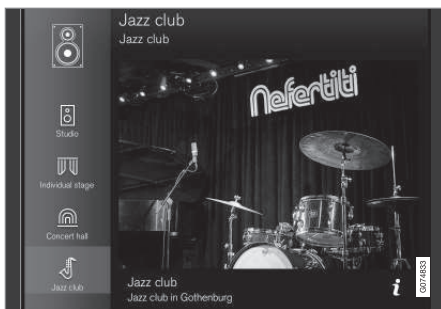 Jazz club
Jazz club
Nefertiti
Studio
Individual stage
Concert hall
Jazz club
Jazz club
Jazz club in Gothenburg
i
G074833